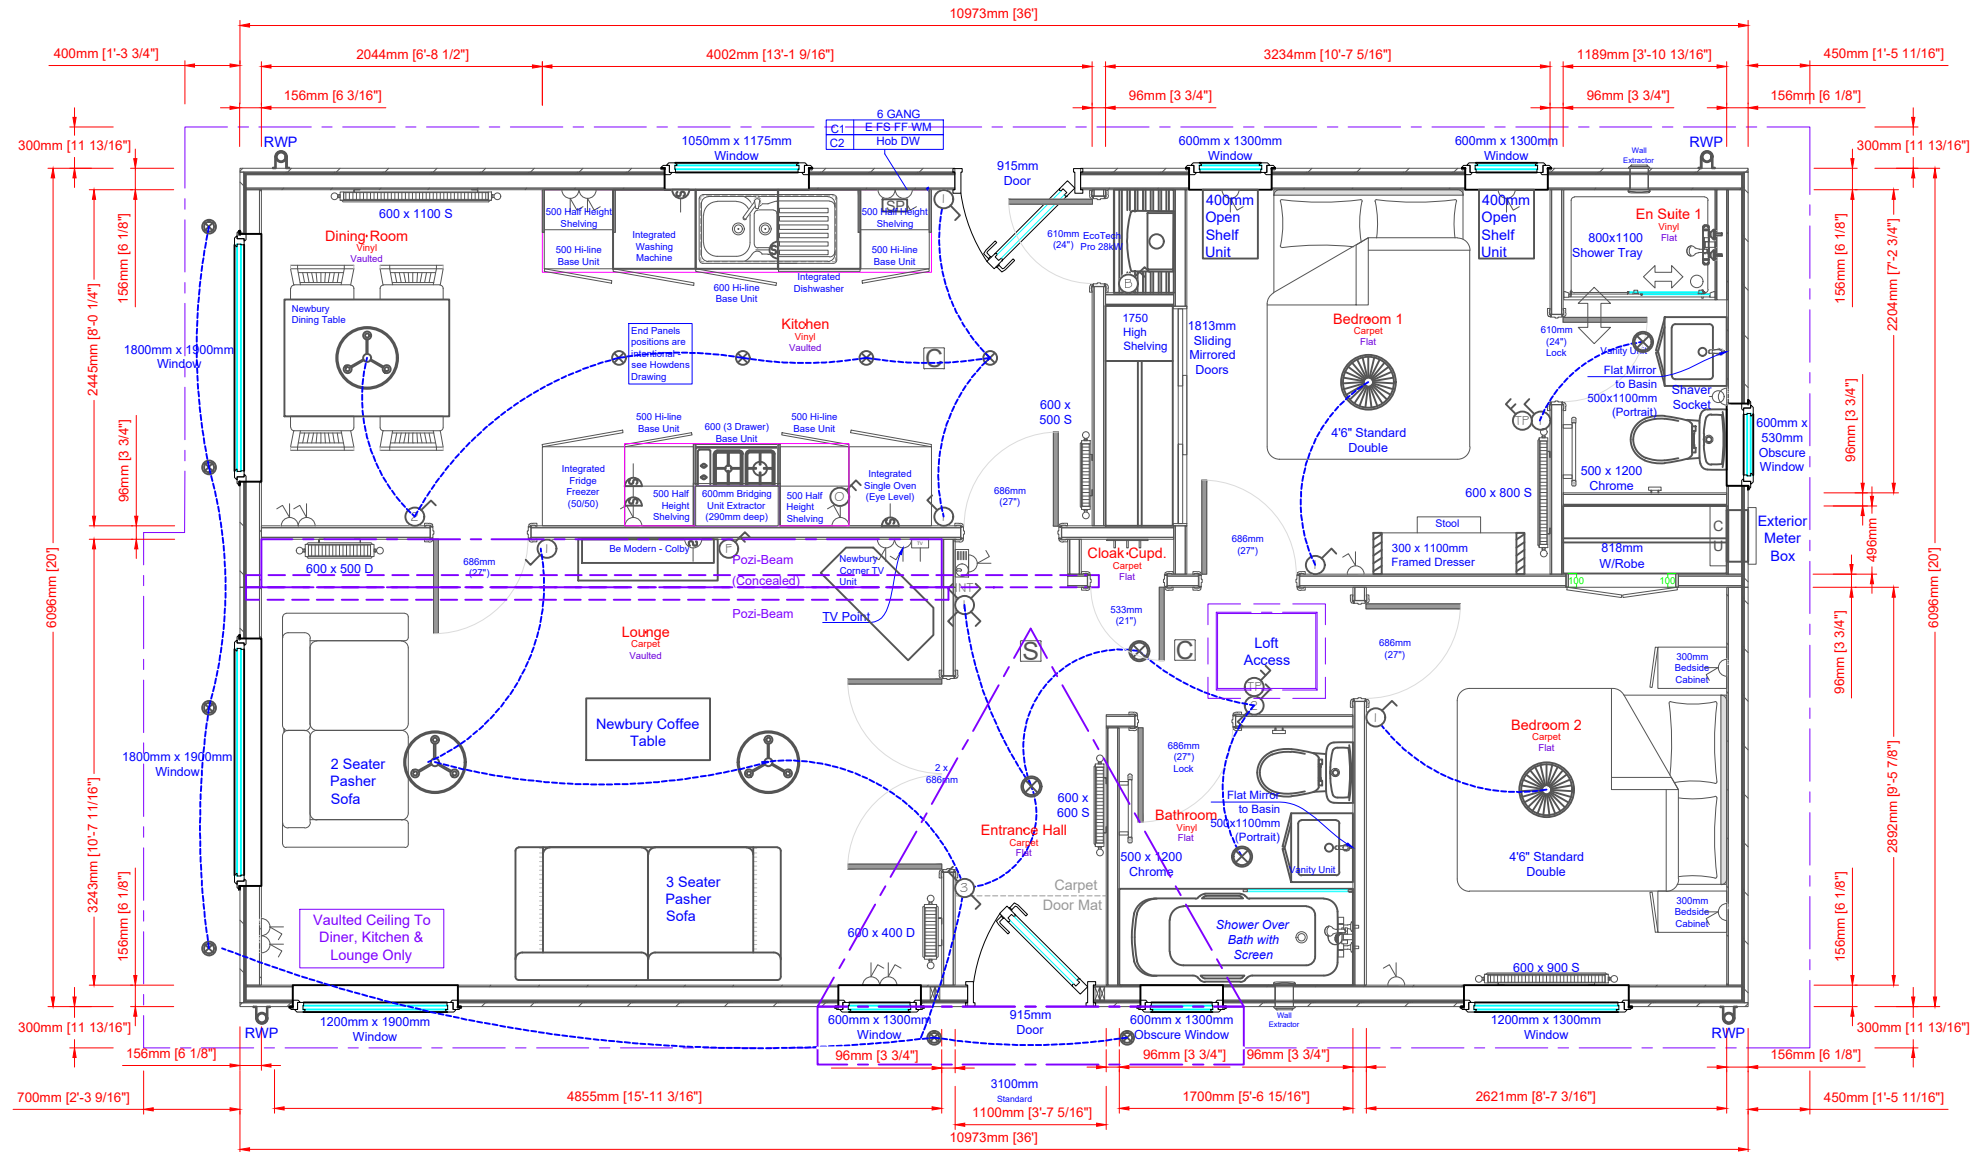 10973mm [36']
400mm [1'-3 3/4"]
2044mm [6'-8 1/2"]
4002mm [13'-1 9/16"]
3234mm [10'-7 5/16"]
1189mm [3'-10 13/16"]
450mm [1'-5 11/16"]
156mm [6 3/16"]
96mm [3 3/4"]
96mm [3 3/4"]
156mm [6 1/8"]
6 GANG
C1 E FS FF WM
C2 Hob DW
300mm [11 13/16"]
RWP
1050mm x 1175mm
Window
915mm
Door
600mm x 1300mm
Window
600mm x 1300mm
Window
Wall
Extractor
RWP
300mm [11 13/16"]
6096mm [20']
2445mm [8'-0 1/4"]
156mm [6 1/8"]
96mm [3 3/4"]
3243mm [10'-7 11/16"]
156mm [6 1/8"]
1800mm x 1900mm
Window
1800mm x 1900mm
Window
600 x 1100 S
Dining Room
Vinyl
Vaulted
Newbury
Dining Table
500 Half Height
Shelving
500 Hi-line
Base Unit
Integrated
Washing
Machine
600 Hi-line
Base Unit
Integrated
Dishwasher
SP
500 Half Height
Shelving
500 Hi-line
Base Unit
End Panels
positions are
intentional -
see Howdens
Drawing
Kitchen
Vinyl
Vaulted
C
500 Hi-line
Base Unit
600 (3 Drawer)
Base Unit
500 Hi-line
Base Unit
Integrated
Fridge
Freezer
(50/50)
500 Half
Height
Shelving
600mm Bridging
Unit Extractor
(290mm deep)
500 Half
Height
Shelving
Integrated
Single Oven
(Eye Level)
610mm
(24")
EcoTech
Pro 28kW
B
1750
High
Shelving
600 x
500 S
686mm
(27")
1813mm
Sliding
Mirrored
Doors
400mm
Open
Shelf
Unit
400mm
Open
Shelf
Unit
Bedroom 1
Carpet
Flat
4'6" Standard
Double
600 x 800 S
TP
Stool
300 x 1100mm
Framed Dresser
686mm
(27")
En Suite 1
Vinyl
Flat
800x1100
Shower Tray
610mm
(24")
Lock
Vanity Unit
Flat Mirror
to Basin
500x1100mm
(Portrait)
Shaver
Socket
500 x 1200
Chrome
600mm x
530mm
Obscure
Window
C
818mm
W/Robe
100
100
Exterior
Meter
Box
156mm [6 1/8"]
2204mm [7'-2 3/4"]
96mm [3 3/4"]
496mm
6096mm [20']
96mm [3 3/4"]
2892mm [9'-5 7/8"]
156mm [6 1/8"]
600 x 500 D
686mm
(27")
Be Modern - Colby
F
Pozi-Beam
(Concealed)
Pozi-Beam
Newbury
Corner TV
Unit
TV Point
Lounge
Carpet
Vaulted
Newbury Coffee
Table
2 Seater
Pasher
Sofa
3 Seater
Pasher
Sofa
Vaulted Ceiling To
Diner, Kitchen &
Lounge Only
2 x
686mm
600 x 400 D
Cloak Cupd.
Carpet
Flat
533mm
(21")
S
C
Loft
Access
TP
2
3
Entrance Hall
Carpet
Flat
600 x
600 S
Carpet
Door Mat
686mm
(27")
Lock
Bathroom
Vinyl
Flat
Flat Mirror
to Basin
500x1100mm
(Portrait)
500 x 1200
Chrome
Vanity Unit
Shower Over
Bath with
Screen
686mm
(27")
Bedroom 2
Carpet
Flat
4'6" Standard
Double
300mm
Bedside
Cabinet
300mm
Bedside
Cabinet
600 x 900 S
300mm [11 13/16"]
RWP
1200mm x 1900mm
Window
600mm x 1300mm
Window
915mm
Door
600mm x 1300mm
Obscure Window
Wall
Extractor
1200mm x 1300mm
Window
RWP
300mm [11 13/16"]
156mm [6 1/8"]
96mm [3 3/4"]
96mm [3 3/4"]
96mm [3 3/4"]
156mm [6 1/8"]
700mm [2'-3 9/16"]
4855mm [15'-11 3/16"]
3100mm
Standard
1100mm [3'-7 5/16"]
1700mm [5'-6 15/16"]
2621mm [8'-7 3/16"]
450mm [1'-5 11/16"]
10973mm [36']